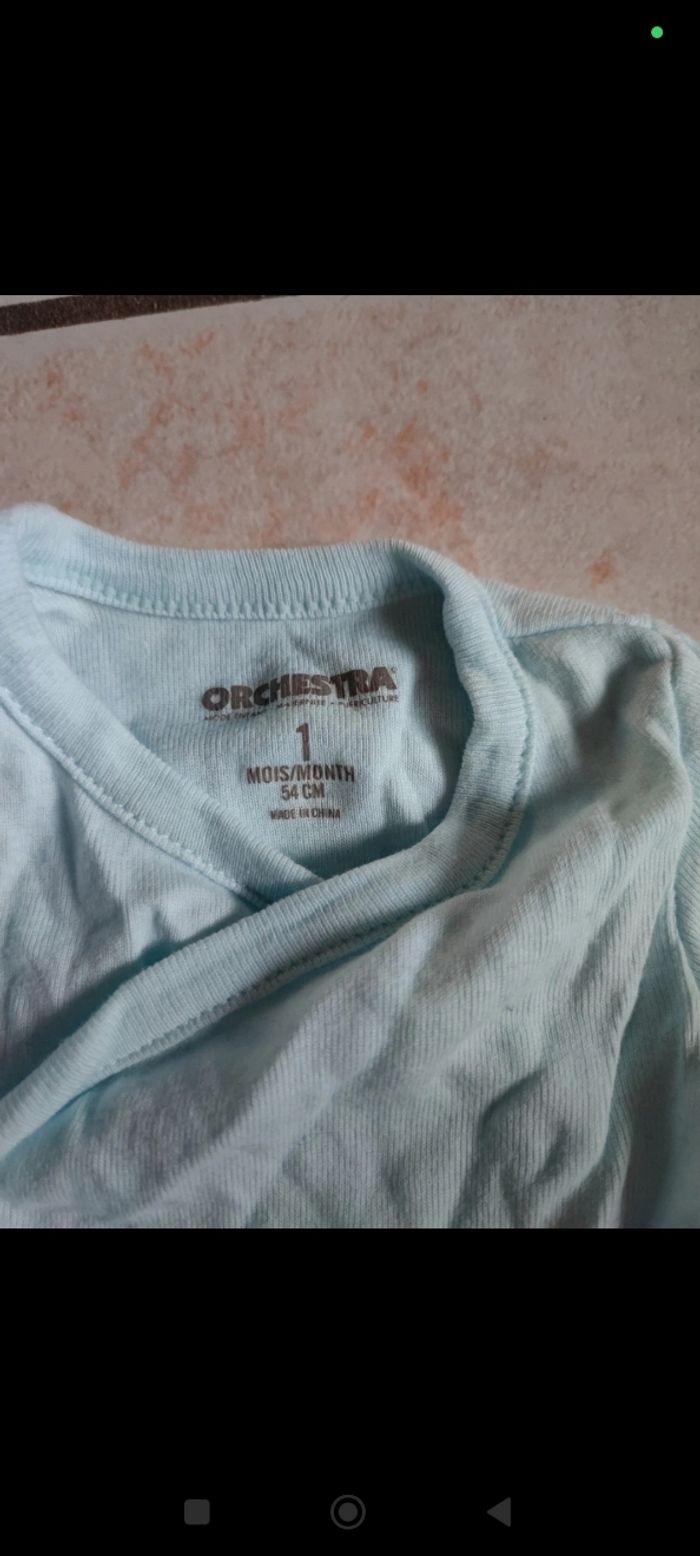 ORCHESTRA
1
MOIS/MONTH
54 CM
MADE IN CHINA